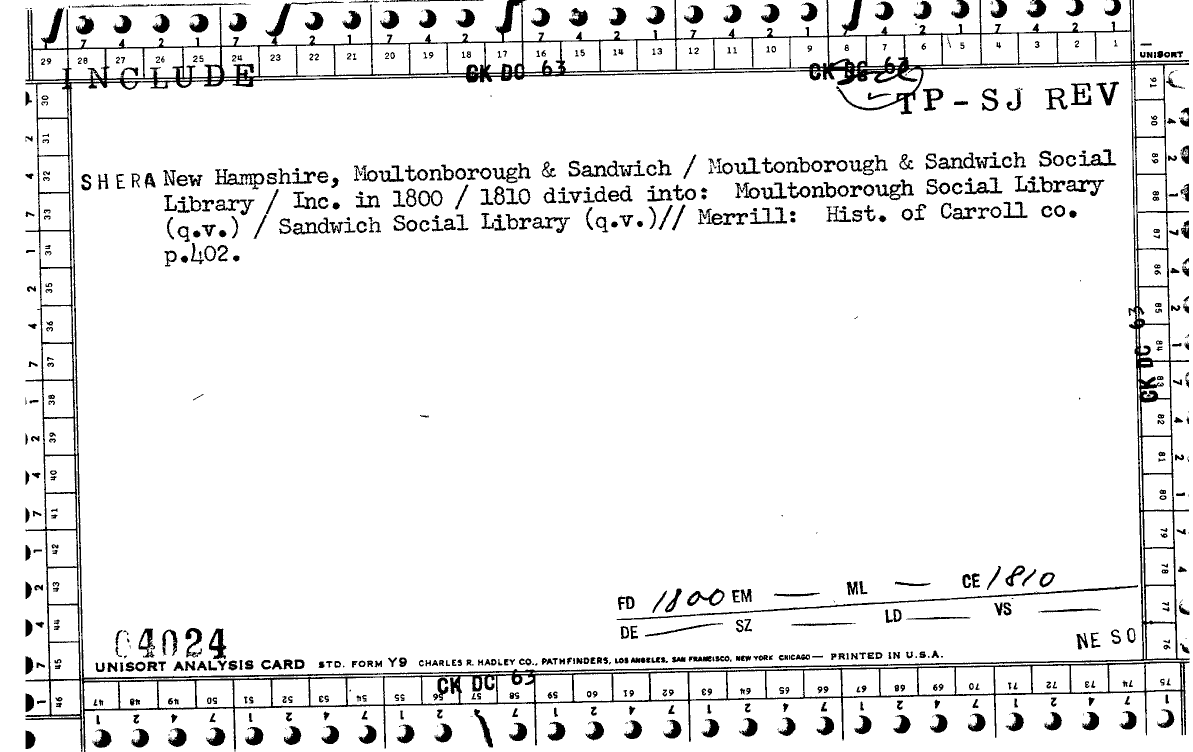 7 4 2 1 7 4 2 1 7 4 2 1 7 4 2 1 7 4 2 1 7 4 2 1
29 28 27 26 25 24 23 22 21 20 19 18 17 16 15 14 13 12 11 10 9 8 7 6 5 4 3 2 1
UNISORT
INCLUDE CK DC 63 CK DC 63
TP-SJ REV
SHERA New Hampshire, Moultonborough & Sandwich / Moultonborough & Sandwich Social
Library / Inc. in 1800 / 1810 divided into: Moultonborough Social Library
(q.v.) / Sandwich Social Library (q.v.)// Merrill: Hist. of Carroll co.
p.402.
30 31 32 33 34 35 36 37 38 39 40 41 42 43 44 45 46
91 90 89 88 87 86 85 84 83 82 81 80 79 78 77 76
CK DC 63
FD 1800 EM — ML — CE 1810
DE — SZ — LD — VS —
NE SO
04024
UNISORT ANALYSIS CARD STD. FORM Y9 CHARLES R. HADLEY CO., PATHFINDERS, LOS ANGELES, SAN FRANCISCO, NEW YORK CHICAGO — PRINTED IN U.S.A.
CK DC 63
47 48 49 50 51 52 53 54 55 56 57 58 59 60 61 62 63 64 65 66 67 68 69 70 71 72 73 74 75